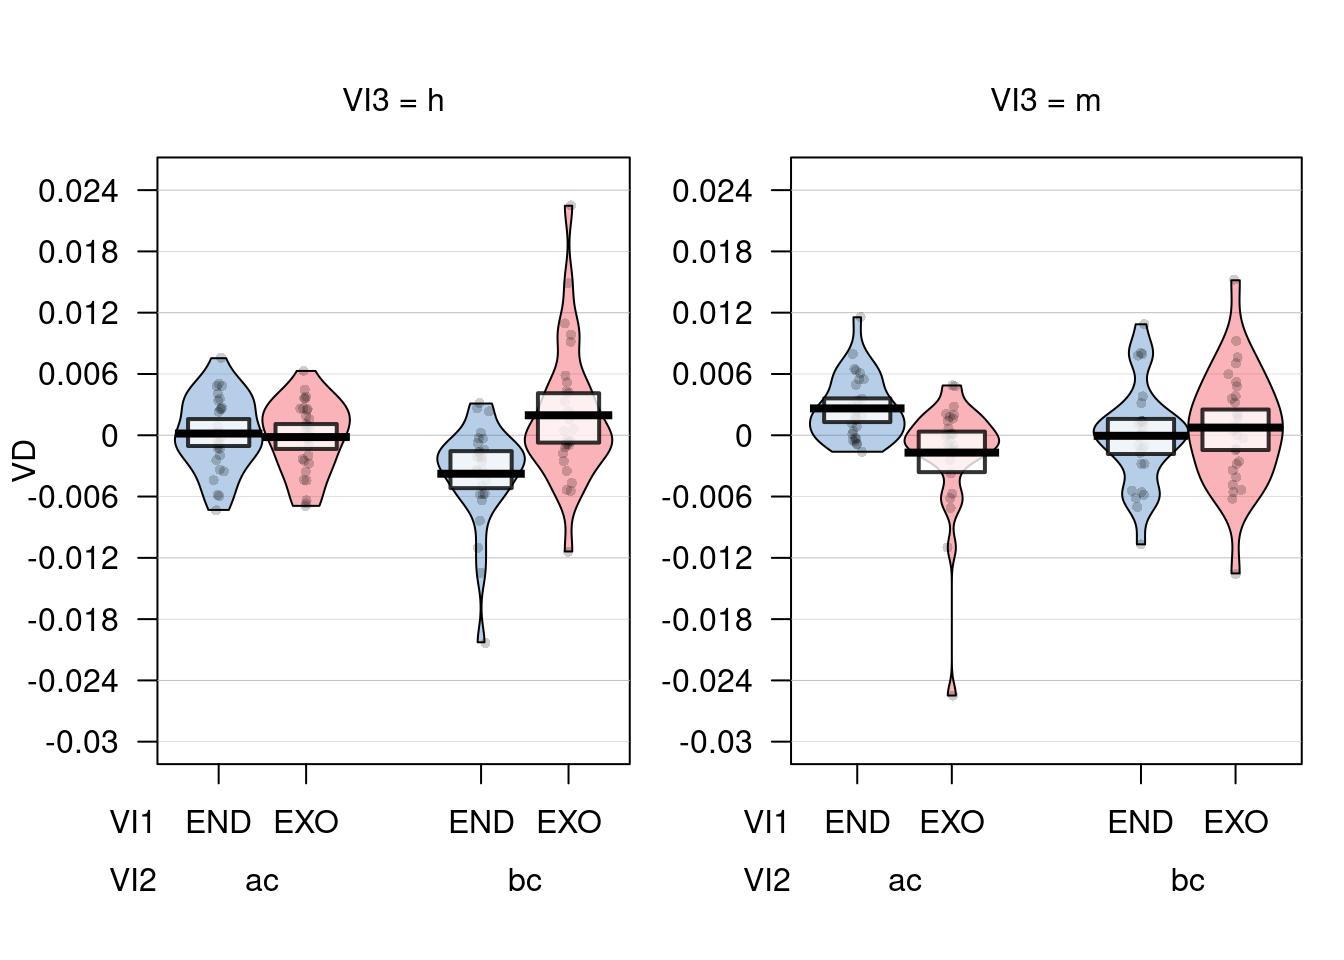 VI3 = h
VI3 = m
0.024
0.018
0.012
0.006
0
-0.006
-0.012
-0.018
-0.024
-0.03
VD
0.024
0.018
0.012
0.006
0
-0.006
-0.012
-0.018
-0.024
-0.03
VI1 END EXO END EXO
VI2 ac bc
VI1 END EXO END EXO
VI2 ac bc